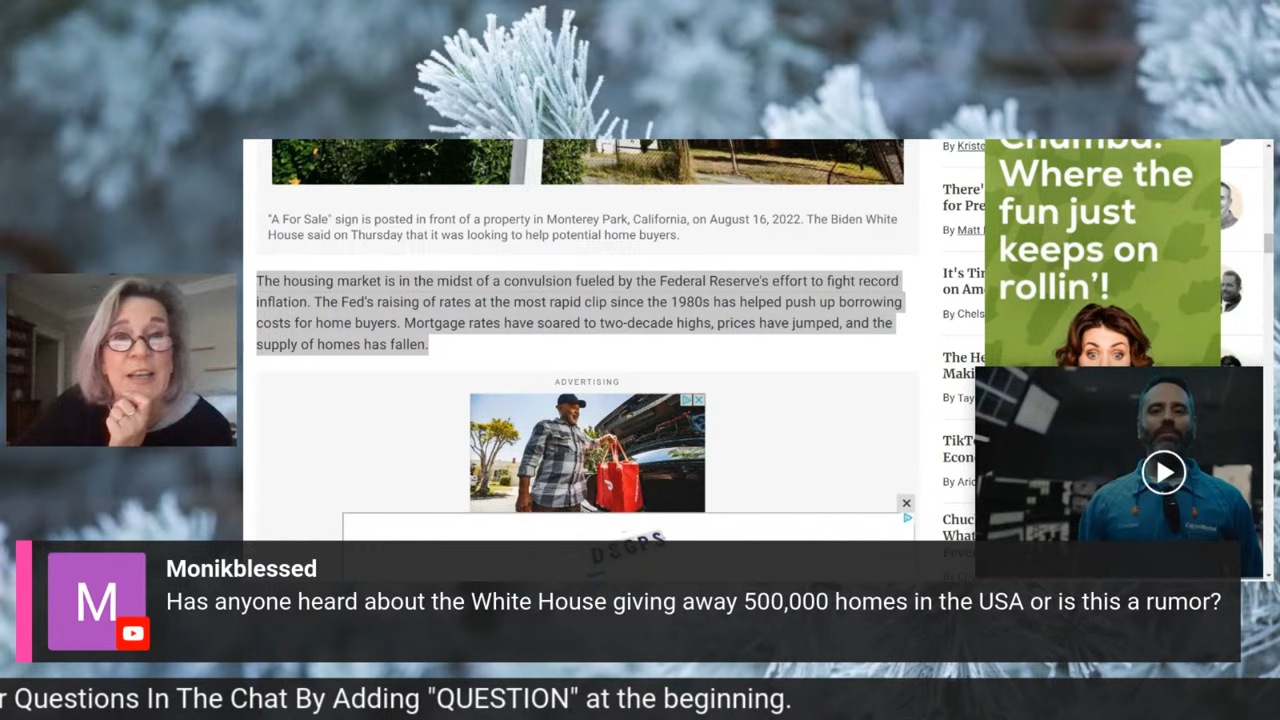 "A For Sale" sign is posted in front of a property in Monterey Park, California, on August 16, 2022. The Biden White
House said on Thursday that it was looking to help potential home buyers.
The housing market is in the midst of a convulsion fueled by the Federal Reserve's effort to fight record
inflation. The Fed's raising of rates at the most rapid clip since the 1980s has helped push up borrowing
costs for home buyers. Mortgage rates have soared to two-decade highs, prices have jumped, and the
supply of homes has fallen.
ADVERTISING
By Kriste
There'
for Pre
By Matt
It's Tir
on Am
By Chels
The He
Maki
By Tay
TikTo
Econ
By Aric
Chuc
What
Chumba:
Where the
fun just
keeps on
rollin'!
M
Monikblessed
Has anyone heard about the White House giving away 500,000 homes in the USA or is this a rumor?
r Questions In The Chat By Adding "QUESTION" at the beginning.